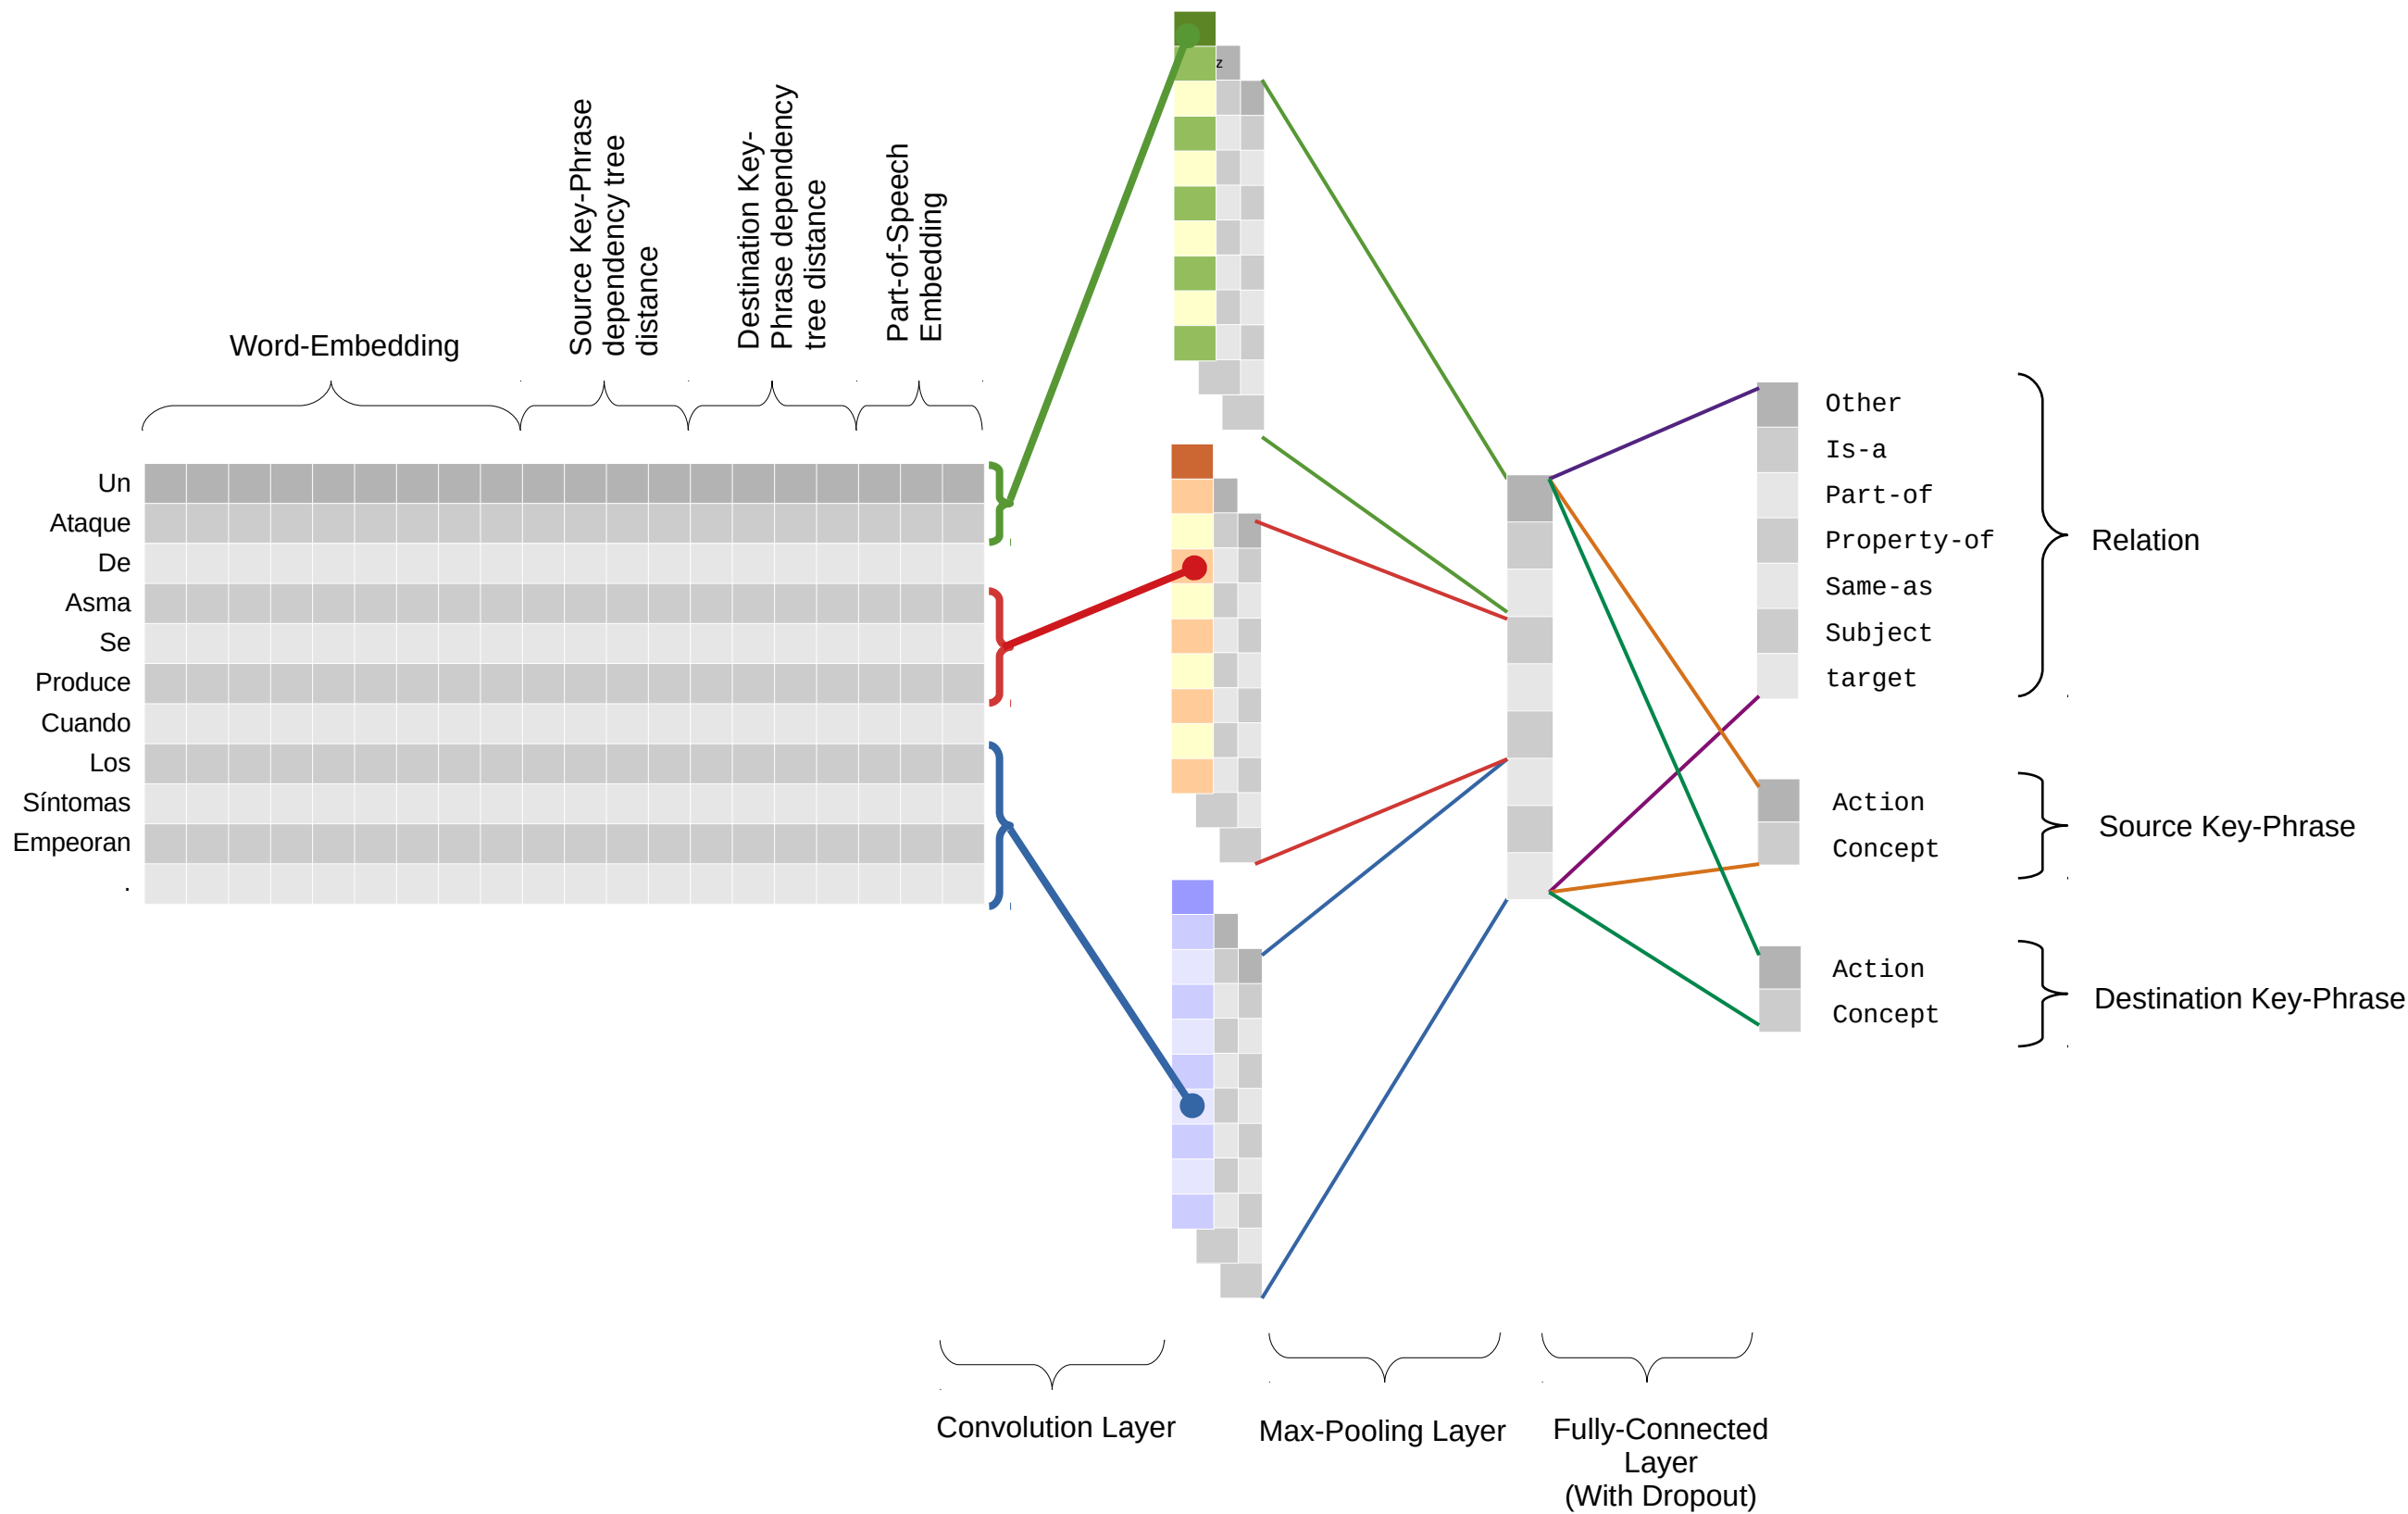 z
Source Key-Phrase
dependency tree
distance
Destination Key-
Phrase dependency
tree distance
Part-of-Speech
Embedding
Word-Embedding
Un
Ataque
De
Asma
Se
Produce
Cuando
Los
Síntomas
Empeoran
.
Other
Is-a
Part-of
Property-of
Same-as
Subject
target
Relation
Action
Concept
Source Key-Phrase
Action
Concept
Destination Key-Phrase
Convolution Layer
Max-Pooling Layer
Fully-Connected
Layer
(With Dropout)